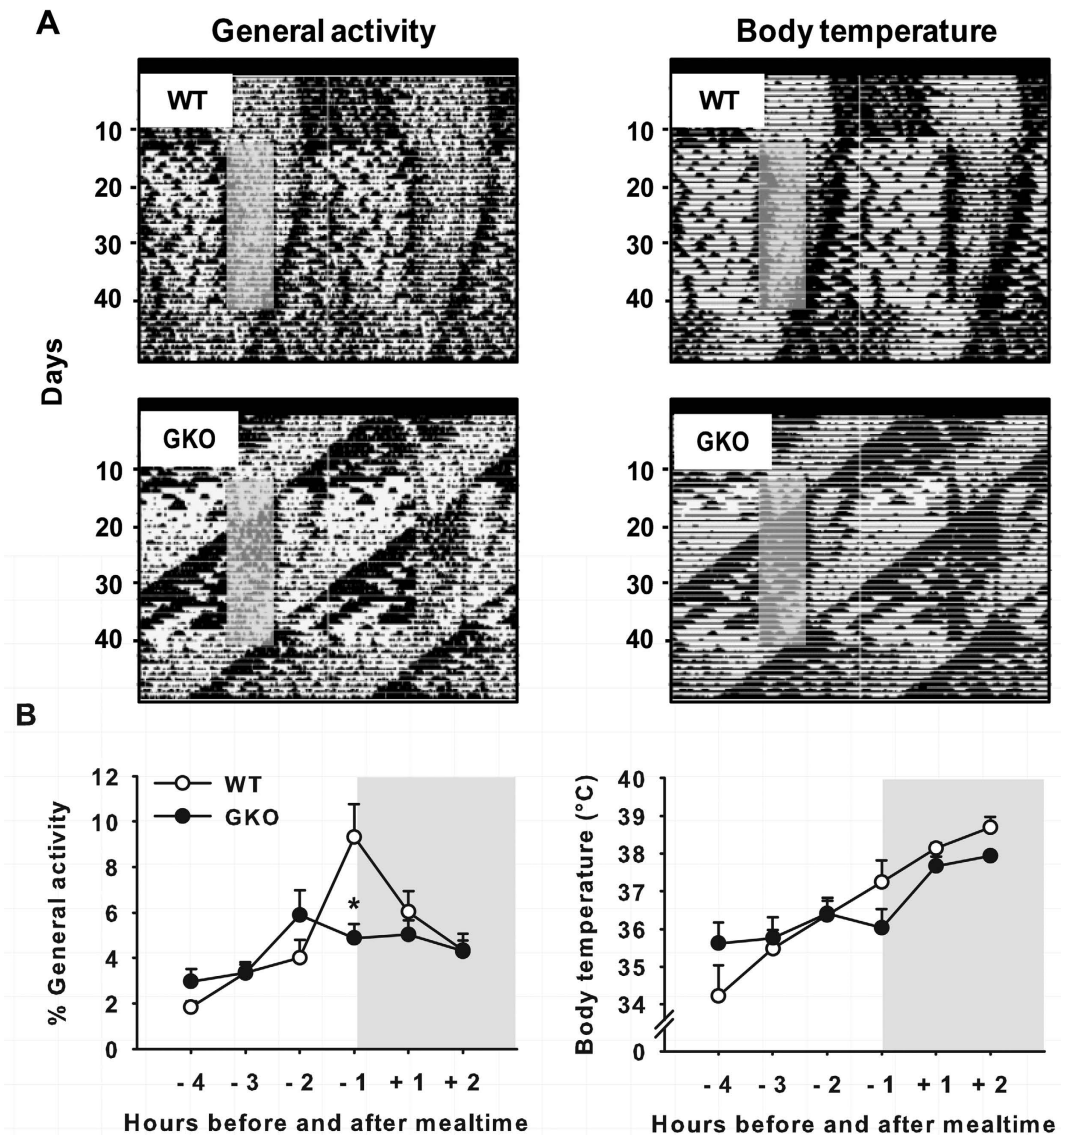 A
General activity
Body temperature
WT
10
20
30
40
WT
10
20
30
40
Days
GKO
10
20
30
40
GKO
10
20
30
40
B
12
10
8
6
4
2
0
% General activity
WT
GKO
*
- 4 - 3 - 2 - 1 + 1 + 2
Hours before and after mealtime
40
39
38
37
36
35
34
0
Body temperature (°C)
- 4 - 3 - 2 - 1 + 1 + 2
Hours before and after mealtime